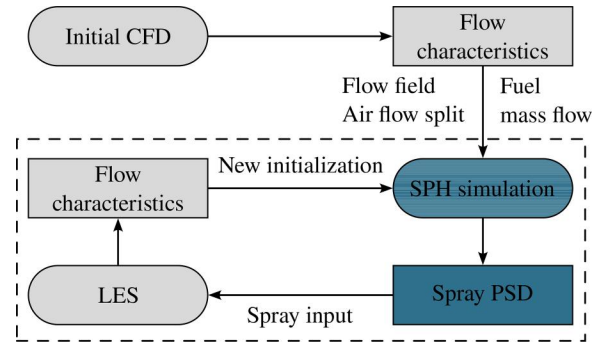 Initial CFD
Flow
characteristics
Flow field
Air flow split
Fuel
mass flow
Flow
characteristics
New initialization
SPH simulation
LES
Spray input
Spray PSD